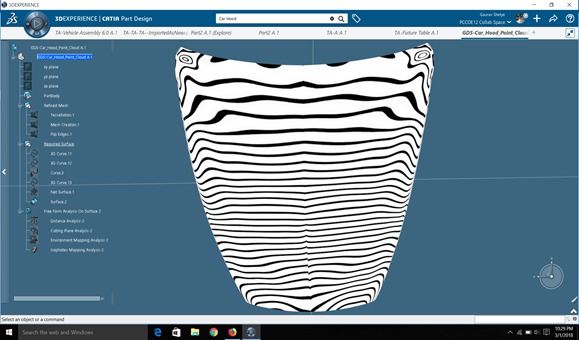 3DEXPERIENCE
3DEXPERIENCE | CATIA Part Design
Car Hood
Gaurav Shelye
PCCOE12 Collab Space
TA-Vehicle Assembly 6.0 A.1
TA-TA-TA---ImportedAsNew
Part2 A.1 (Explore)
Part2 A.1
TA-A A.1
TA-Fixture Table A.1
GDS-Car_Hood_Point_Cloud
GDS-Car_Hood_Point_Cloud A.1
GDS-Car_Hood_Point_Cloud A.1
xy plane
yz plane
zx plane
PartBody
Refined Mesh
Tessellation.1
Mesh Creation.1
Flip Edges.1
Required Surface
3D Curve.11
3D Curve.12
Curve.3
3D Curve.13
Net Surface.1
Surface.2
Free Form Analysis On Surface 2
Distance Analysis.2
Cutting Plane Analysis-2
Environment Mapping Analysis-2
Isophotes Mapping Analysis-2
Select an object or a command
Search the web and Windows
10:29 PM
3/1/2016